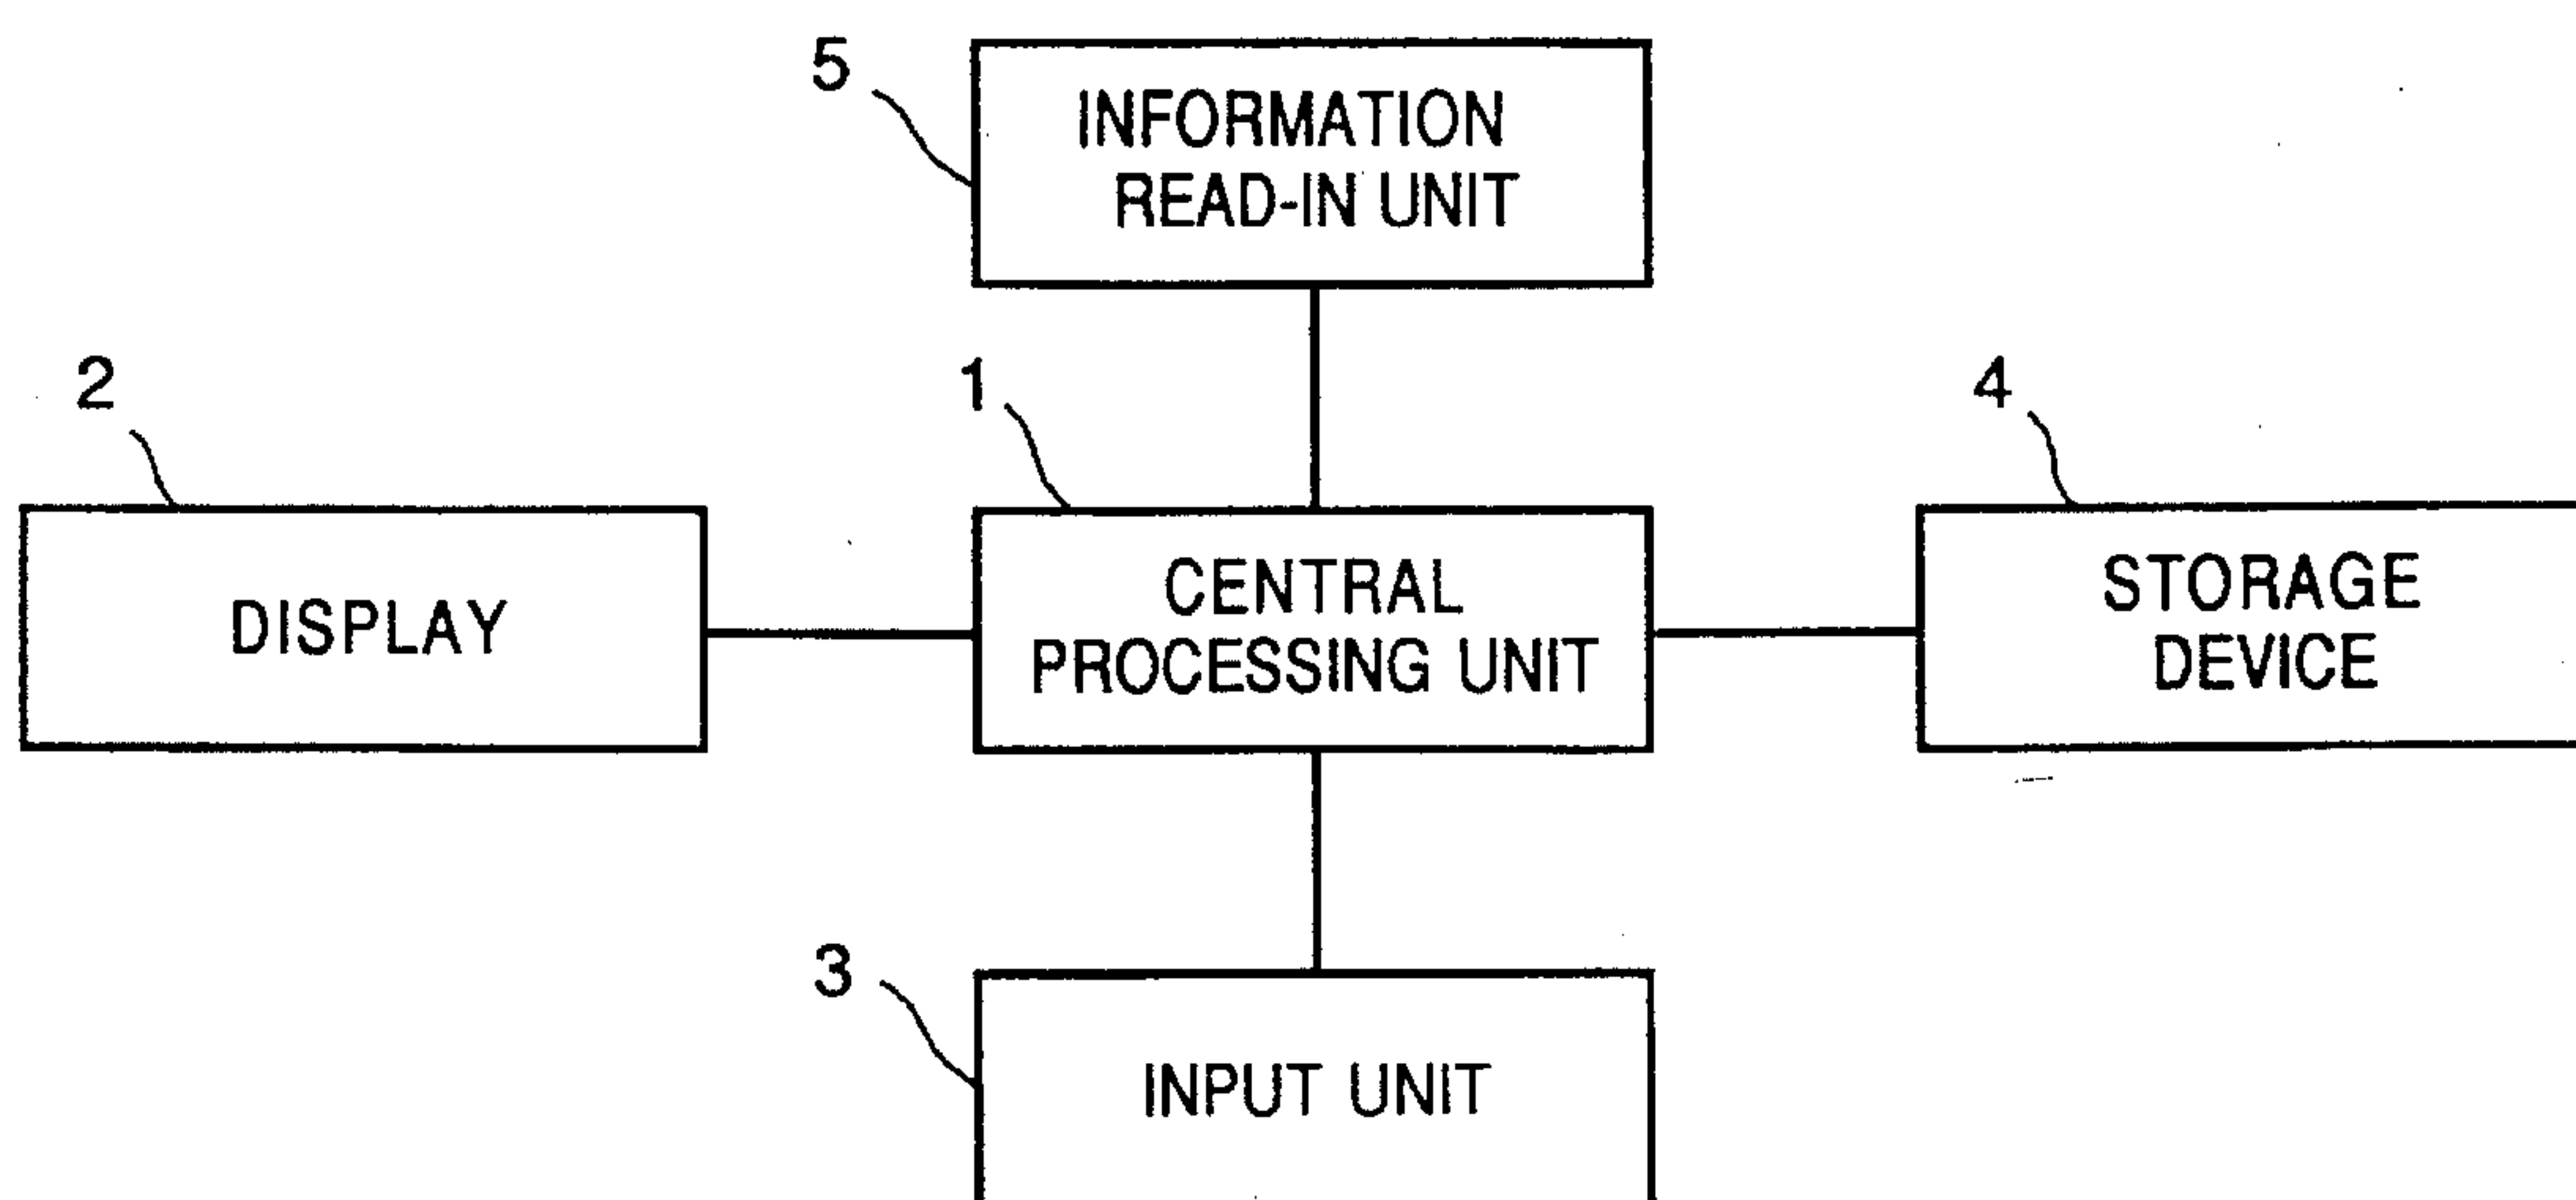 5
INFORMATION
READ-IN UNIT
2
1
4
DISPLAY
CENTRAL
PROCESSING UNIT
STORAGE
DEVICE
3
INPUT UNIT